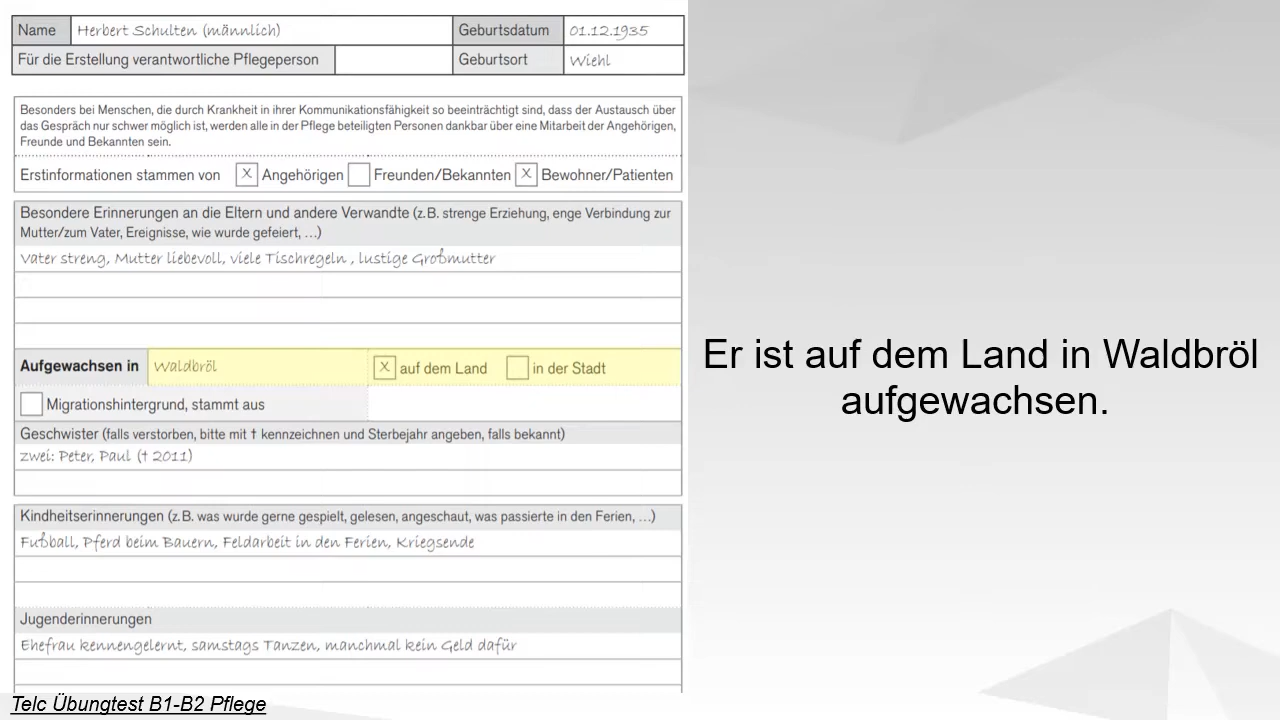 Name Herbert Schulten (männlich) Geburtsdatum 01.12.1935
Für die Erstellung verantwortliche Pflegeperson Geburtsort Wiehl
Besonders bei Menschen, die durch Krankheit in ihrer Kommunikationsfähigkeit so beeinträchtigt sind, dass der Austausch über
das Gespräch nur schwer möglich ist, werden alle in der Pflege beteiligten Personen dankbar über eine Mitarbeit der Angehörigen,
Freunde und Bekannten sein.
Erstinformationen stammen von X Angehörigen Freunden/Bekannten X Bewohner/Patienten
Besondere Erinnerungen an die Eltern und andere Verwandte (z.B. strenge Erziehung, enge Verbindung zur
Mutter/zum Vater, Ereignisse, wie wurde gefeiert, ...)
Vater streng, Mutter liebevoll, viele Tischregeln , lustige Großmutter
Aufgewachsen in Waldbröl X auf dem Land in der Stadt
Migrationshintergrund, stammt aus
Geschwister (falls verstorben, bitte mit † kennzeichnen und Sterbejahr angeben, falls bekannt)
zwei: Peter, Paul († 2011)
Kindheitserinnerungen (z.B. was wurde gerne gespielt, gelesen, angeschaut, was passierte in den Ferien, ...)
Fußball, Pferd beim Bauern, Feldarbeit in den Ferien, Kriegsende
Jugenderinnerungen
Ehefrau kennengelernt, samstags Tanzen, manchmal kein Geld dafür
Telc Übungtest B1-B2 Pflege
Er ist auf dem Land in Waldbröl
aufgewachsen.